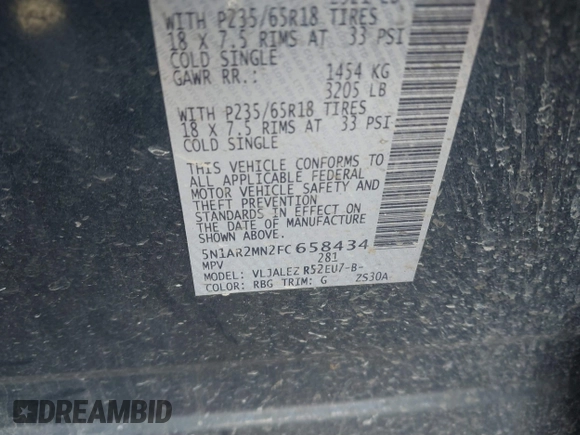 WITH P235/65R18 TIRES
18 X 7.5 RIMS AT 33 PSI
COLD SINGLE
GAWR RR.: 1454 KG
3205 LB
WITH P235/65R18 TIRES
18 X 7.5 RIMS AT 33 PSI
COLD SINGLE
THIS VEHICLE CONFORMS TO
ALL APPLICABLE FEDERAL
MOTOR VEHICLE SAFETY AND
THEFT PREVENTION
STANDARDS IN EFFECT ON
THE DATE OF MANUFACTURE
SHOWN ABOVE.
5N1AR2MN2FC658434
MPV 281
MODEL: VLJALEZ R52EU7-B-
COLOR: RBG TRIM: G ZS30A
DREAMBID